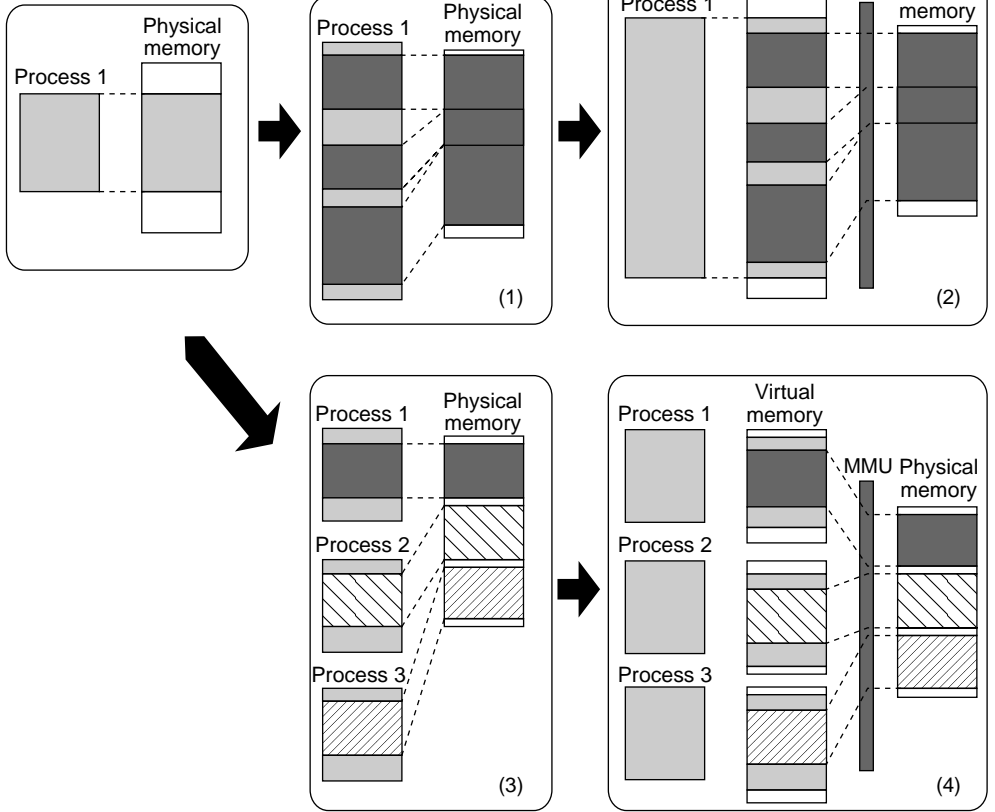 Physical
memory
Process 1
Process 1
Physical
memory
(1)
Process 1
memory
(2)
Process 1
Physical
memory
Process 2
Process 3
(3)
Process 1
Virtual
memory
MMU Physical
memory
Process 2
Process 3
(4)